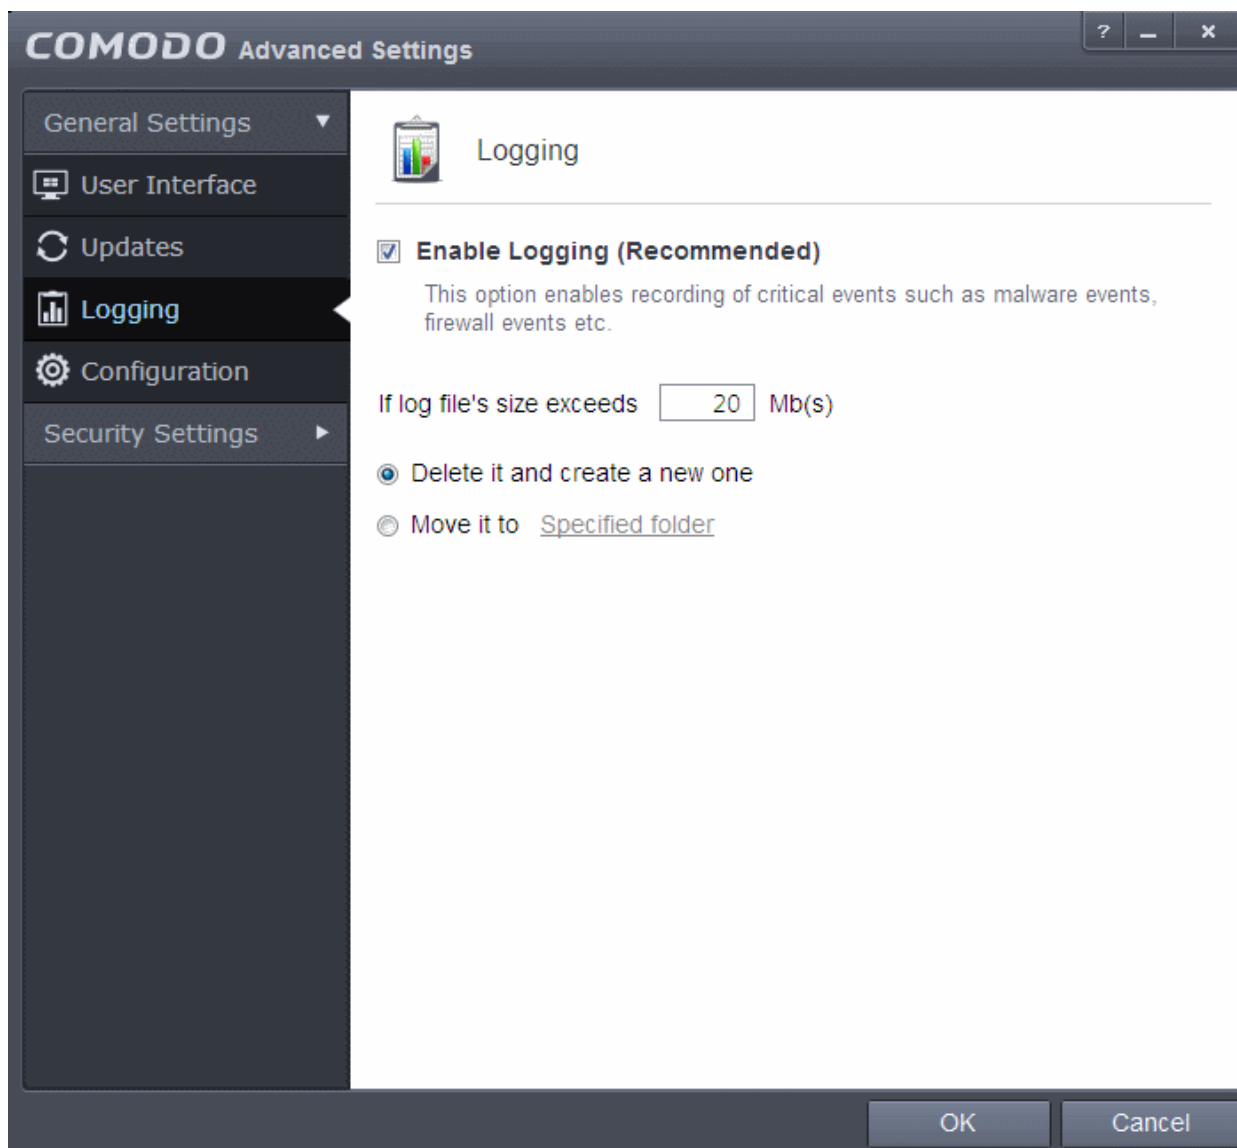 COMODO Advanced Settings
?
General Settings
User Interface
Updates
Logging
Configuration
Security Settings
Logging
Enable Logging (Recommended)
This option enables recording of critical events such as malware events,
firewall events etc.
If log file's size exceeds 20 Mb(s)
Delete it and create a new one
Move it to Specified folder
OK
Cancel